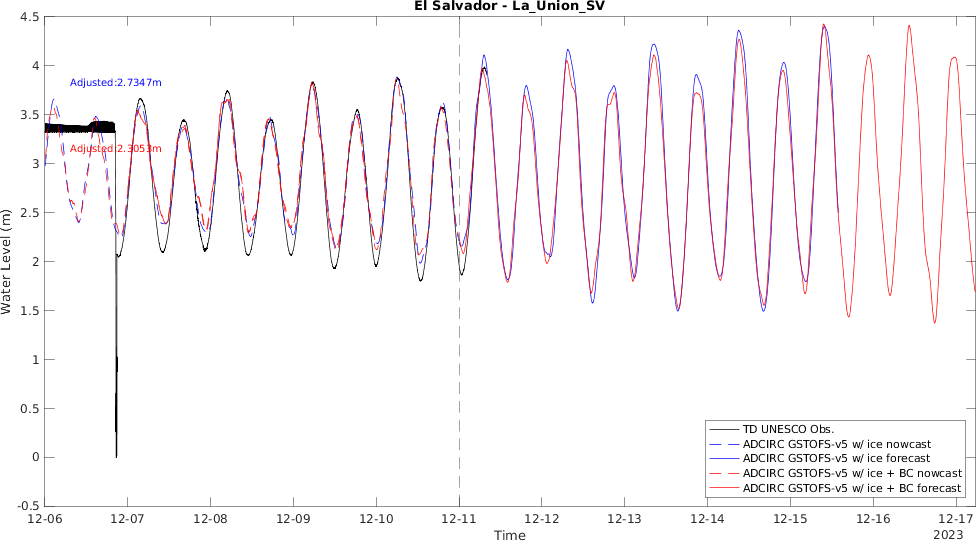 El Salvador - La_Union_SV
4.5
4
3.5
3
2.5
2
1.5
1
0.5
0
-0.5
Water Level (m)
Adjusted:2.7347m
Adjusted:2.3053m
TD UNESCO Obs.
ADCIRC GSTOFS-v5 w/ ice nowcast
ADCIRC GSTOFS-v5 w/ ice forecast
ADCIRC GSTOFS-v5 w/ ice + BC nowcast
ADCIRC GSTOFS-v5 w/ ice + BC forecast
12-06 12-07 12-08 12-09 12-10 12-11 12-12 12-13 12-14 12-15 12-16 12-17
Time
2023